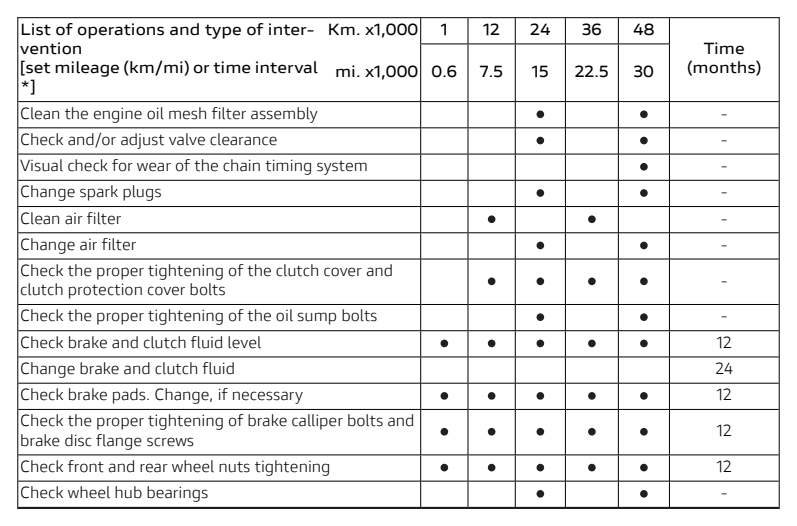 List of operations and type of inter- Km. x1,000 1 12 24 36 48 Time
vention
[set mileage (km/mi) or time interval mi. x1,000 0.6 7.5 15 22.5 30 (months)
*]
Clean the engine oil mesh filter assembly ● ● -
Check and/or adjust valve clearance ● ● -
Visual check for wear of the chain timing system ● -
Change spark plugs ● ● -
Clean air filter ● ● -
Change air filter ● ● -
Check the proper tightening of the clutch cover and
clutch protection cover bolts ● ● ● ● -
Check the proper tightening of the oil sump bolts ● ● -
Check brake and clutch fluid level ● ● ● ● ● 12
Change brake and clutch fluid 24
Check brake pads. Change, if necessary ● ● ● ● ● 12
Check the proper tightening of brake calliper bolts and
brake disc flange screws ● ● ● ● ● 12
Check front and rear wheel nuts tightening ● ● ● ● ● 12
Check wheel hub bearings ● ● -